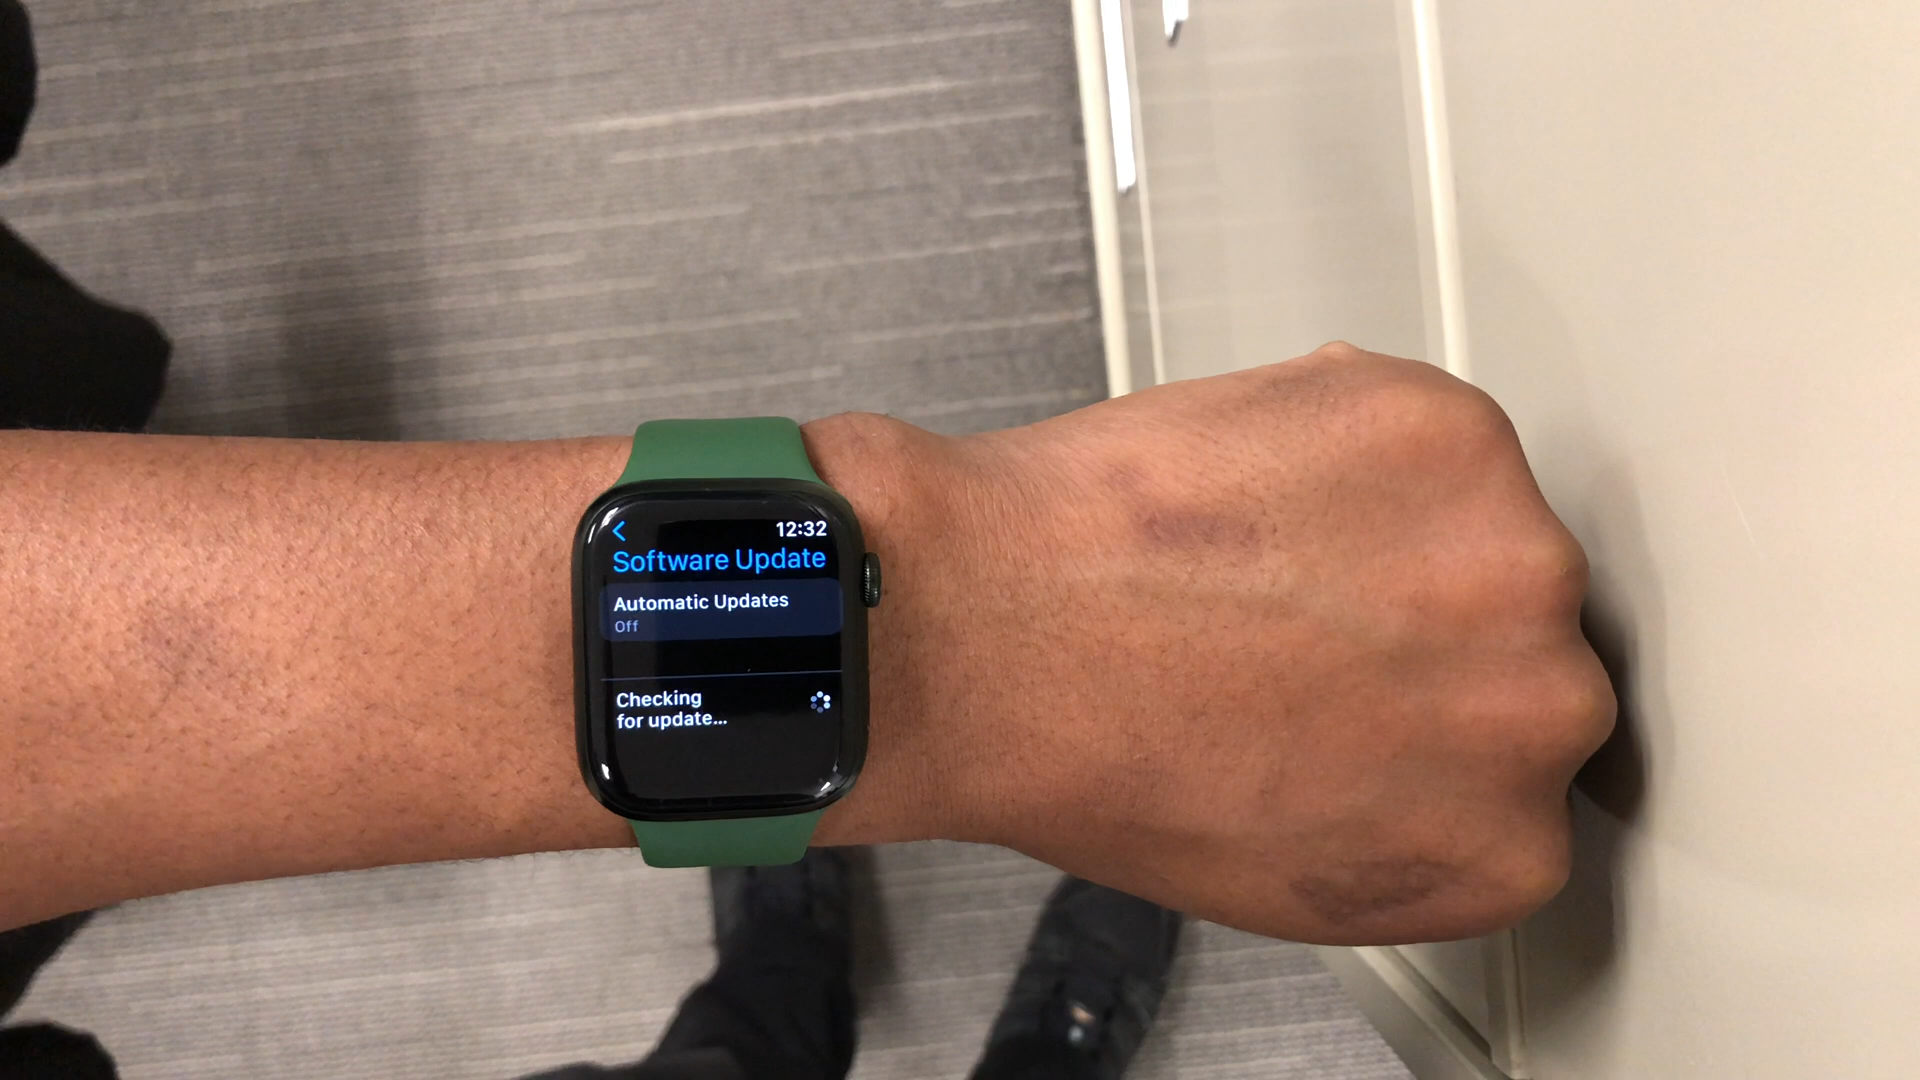 12:32
Software Update
Automatic Updates
Off
Checking
for update...